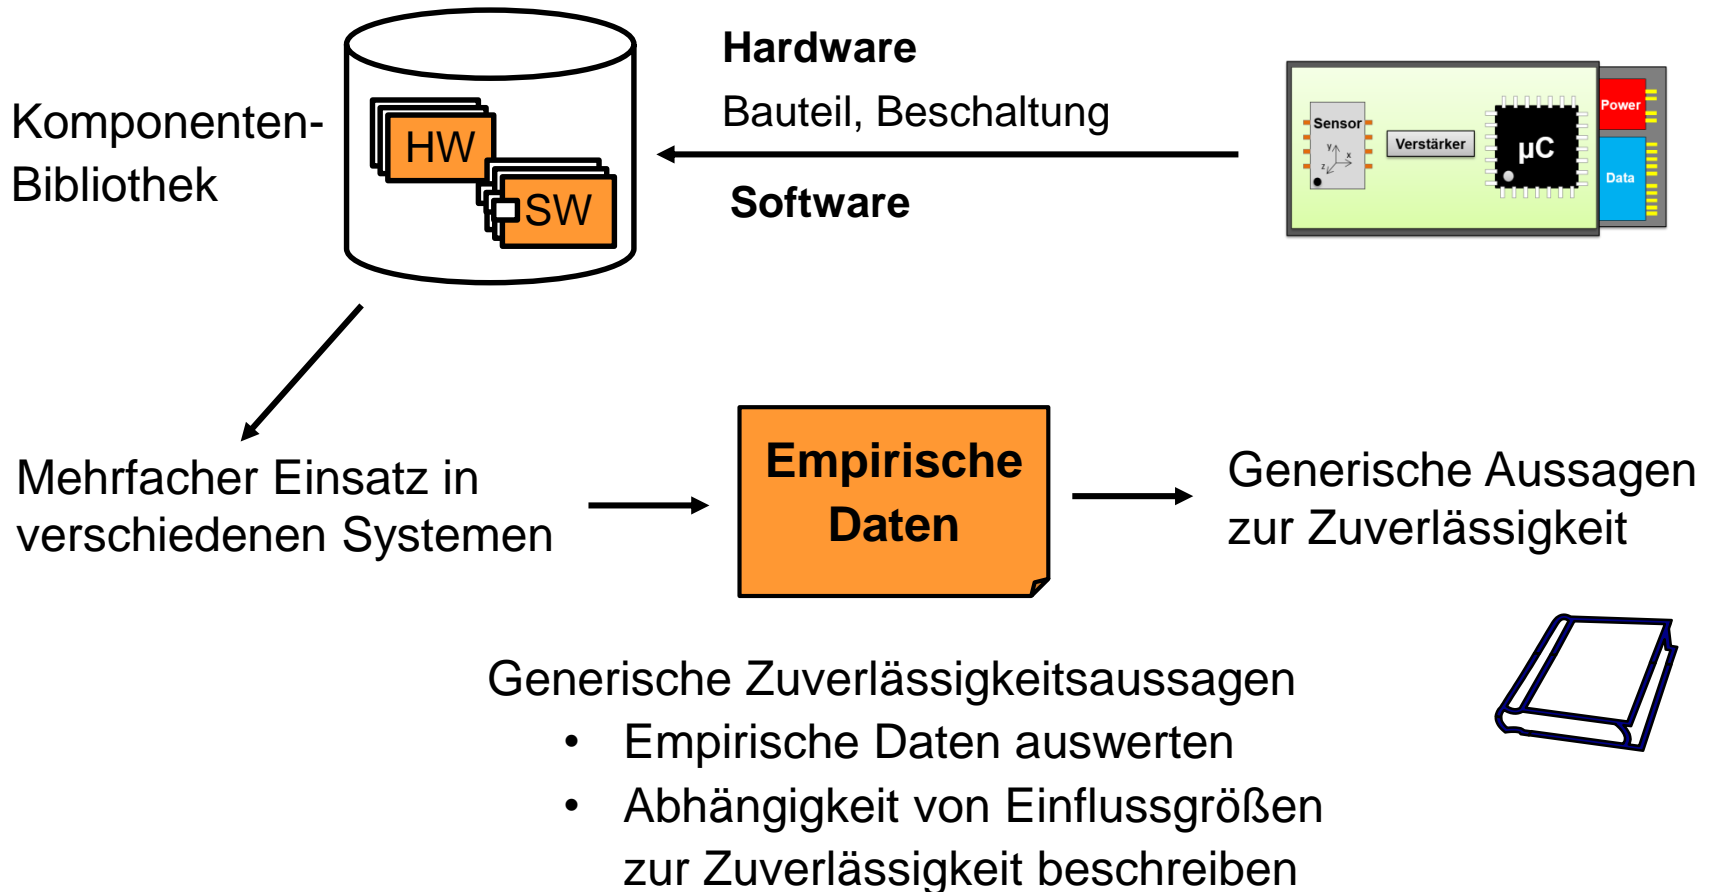 Komponenten-
Bibliothek
HW
SW
Hardware
Bauteil, Beschaltung
Software
Sensor
y
x
z
Verstärker
µC
Power
Data
Mehrfacher Einsatz in
verschiedenen Systemen
Empirische
Daten
Generische Aussagen
zur Zuverlässigkeit
Generische Zuverlässigkeitsaussagen
• Empirische Daten auswerten
• Abhängigkeit von Einflussgrößen
zur Zuverlässigkeit beschreiben